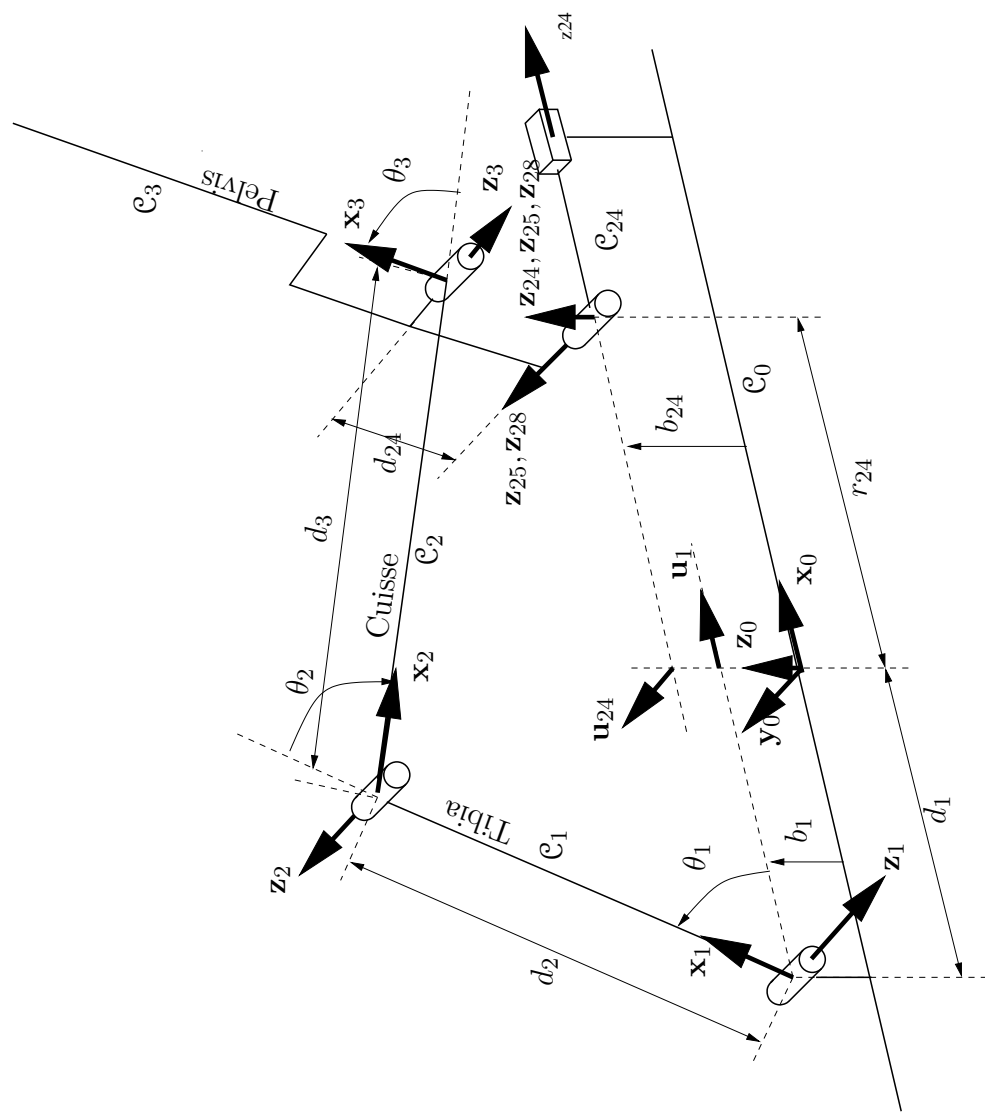 z24
𝒞3
Pelvis
θ3
x3
z3
z24, z25, z28
𝒞24
d24
z25, z28
b24
𝒞0
r24
d3
𝒞2
Cuisse
u1
x0
z0
θ2
x2
u24
y0
z2
Tibia
𝒞1
θ1
b1
d1
z1
x1
d2